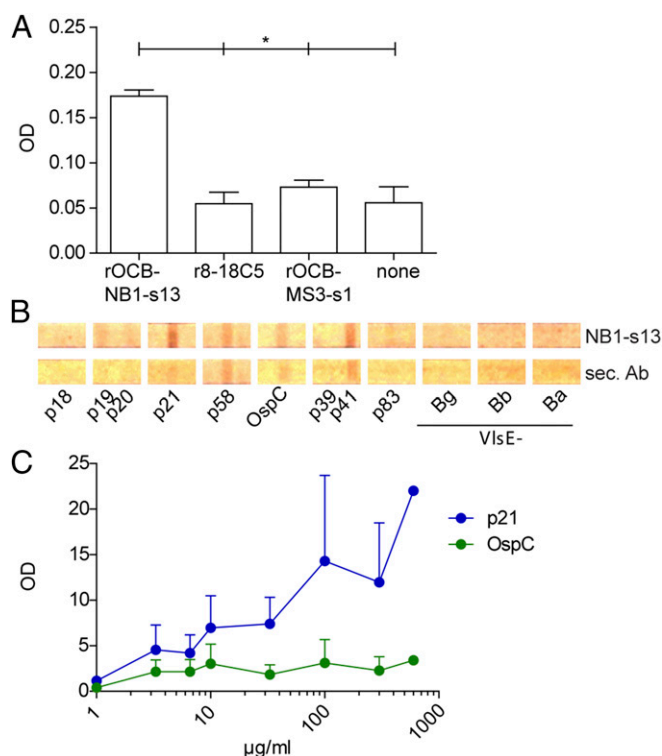 A
*
0.25
0.20
0.15
0.10
0.05
0.00
OD
rOCB-
NB1-s13
r8-18C5
rOCB-
MS3-s1
none
B
NB1-s13
sec. Ab
p18
p19
p20
p21
p58
OspC
p39
p41
p83
Bg
Bb
Ba
VlsE-
C
25
20
15
10
5
0
OD
p21
OspC
1
10
100
1000
µg/ml